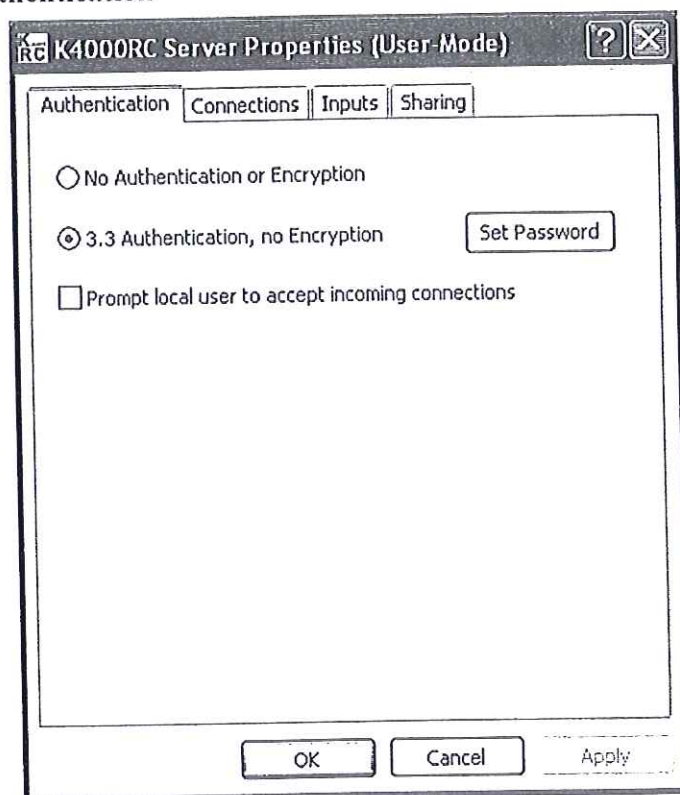 K
RC K4000RC Server Properties (User-Mode) ? X
Authentication Connections Inputs Sharing
No Authentication or Encryption
3.3 Authentication, no Encryption Set Password
Prompt local user to accept incoming connections
OK Cancel Apply